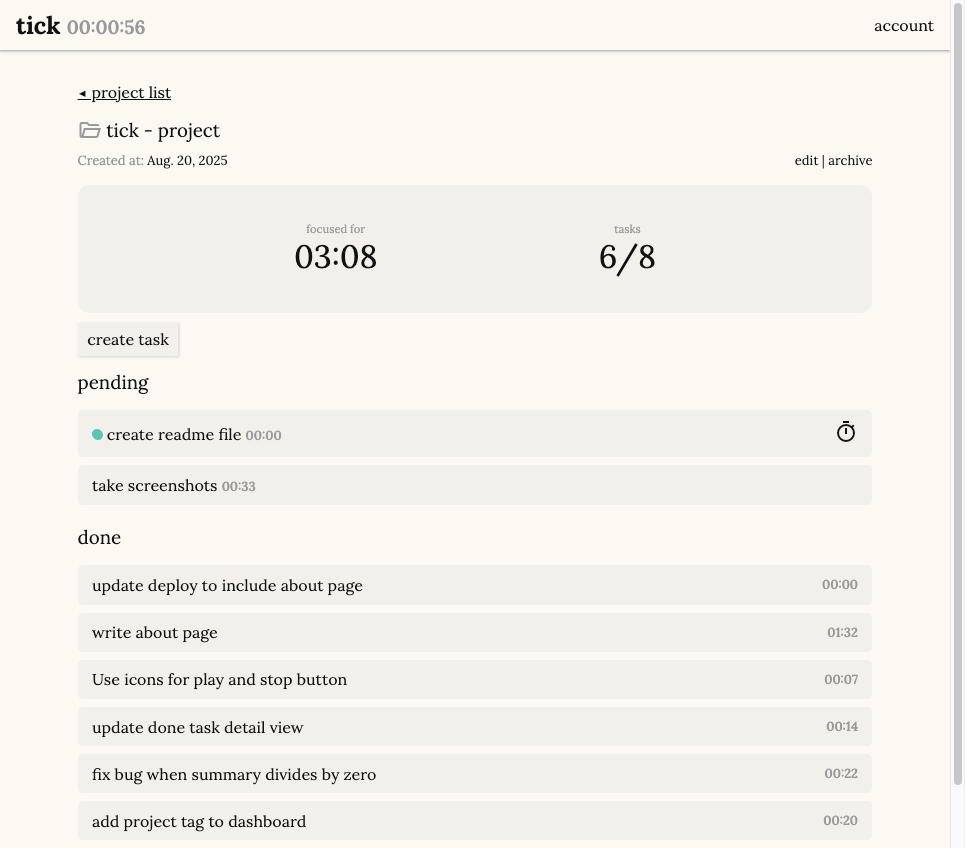 tick 00:00:56 account
◂ project list
tick - project
Created at: Aug. 20, 2025 edit | archive
focused for tasks
03:08 6/8
create task
pending
create readme file 00:00
take screenshots 00:33
done
update deploy to include about page 00:00
write about page 01:32
Use icons for play and stop button 00:07
update done task detail view 00:14
fix bug when summary divides by zero 00:22
add project tag to dashboard 00:20